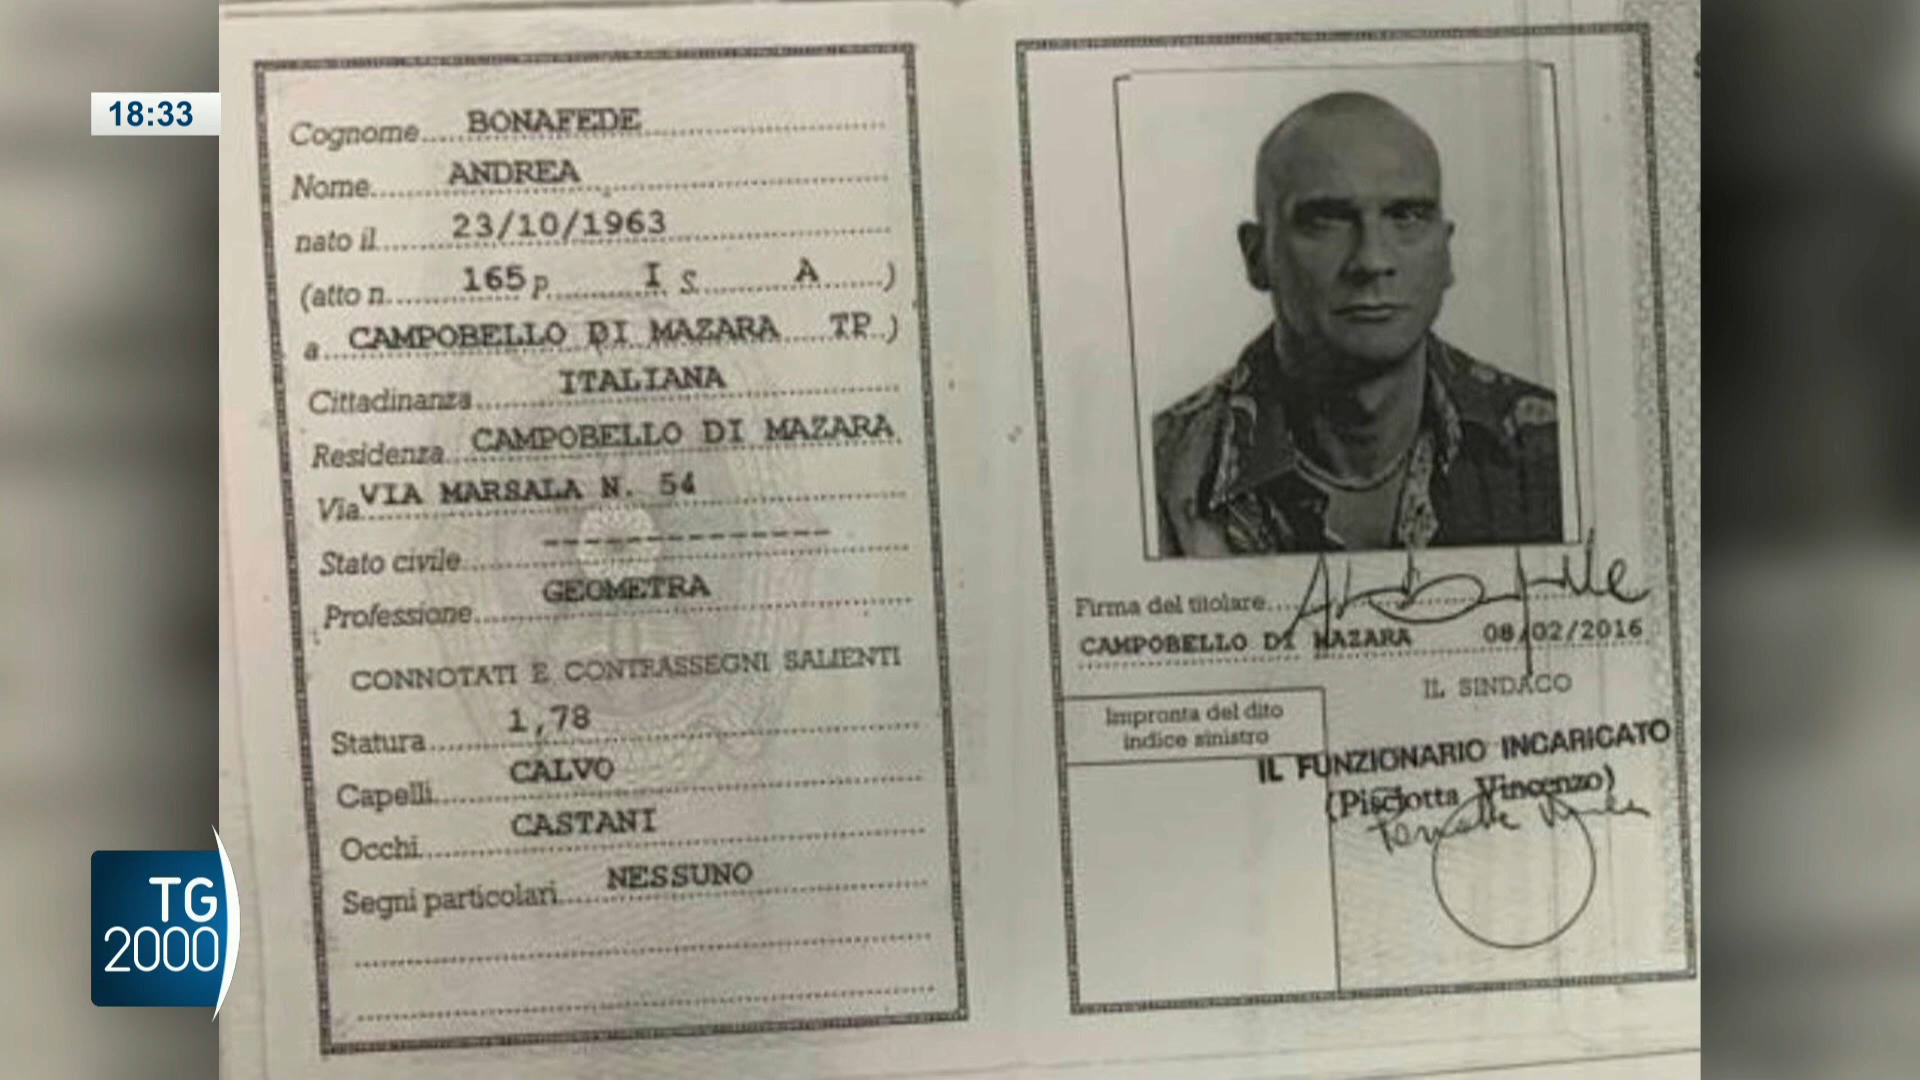 18:33
Cognome BONAFEDE
Nome ANDREA
nato il 23/10/1963
(atto n. 165 P. I S. A )
a CAMPOBELLO DI MAZARA TP )
Cittadinanza ITALIANA
Residenza CAMPOBELLO DI MAZARA
Via VIA MARSALA N. 54
Stato civile ------------
Professione GEOMETRA
CONNOTATI E CONTRASSEGNI SALIENTI
Statura 1,78
Capelli CALVO
Occhi CASTANI
Segni particolari NESSUNO
Firma del titolare
CAMPOBELLO DI MAZARA 08/02/2016
IL SINDACO
Impronta del dito
indice sinistro
IL FUNZIONARIO INCARICATO
(Pisciotta Vincenzo)
TG
2000